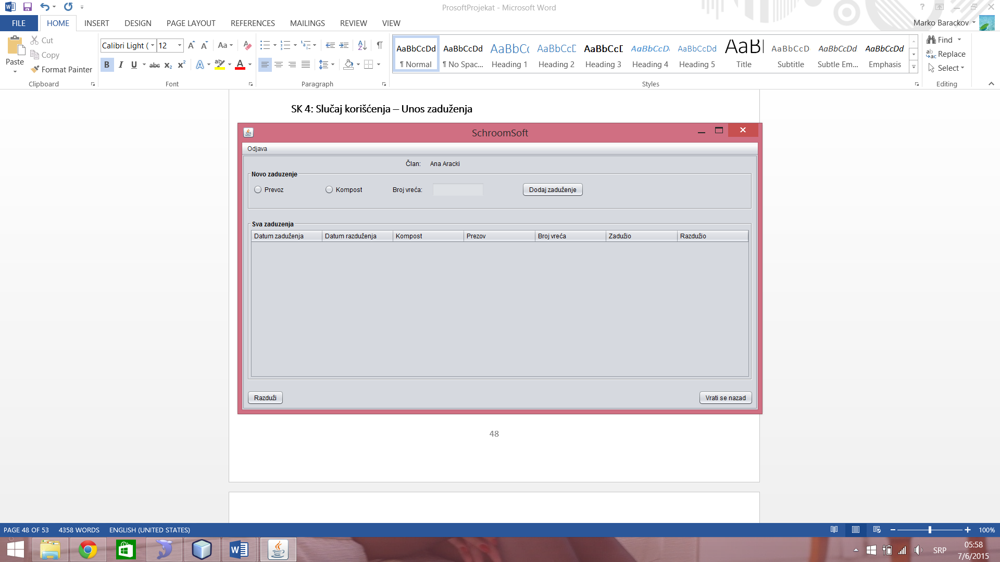 ProsoftProjekat - Microsoft Word
FILE HOME INSERT DESIGN PAGE LAYOUT REFERENCES MAILINGS REVIEW VIEW Marko Barackov
Paste
Cut
Copy
Format Painter
Clipboard
Calibri Light ( 12
Font
Paragraph
AaBbCcDd AaBbCcDd AaBbCc AaBbCcD AaBbCcD AaBbCcD AaBbCcDd AaB AaBbCcD AaBbCcDd AaBbCcDd
¶ Normal ¶ No Spac... Heading 1 Heading 2 Heading 3 Heading 4 Heading 5 Title Subtitle Subtle Em... Emphasis
Styles
Find
Replace
Select
Editing
SK 4: Slučaj korišćenja – Unos zaduženja
SchroomSoft
Odjava
Član: Ana Aracki
Novo zaduzenje
Prevoz Kompost Broj vreća: Dodaj zaduženje
Sva zaduzenja
Datum zaduženja Datum razduženja Kompost Prezov Broj vreća Zadužio Razdužio
Razduži Vrati se nazad
48
PAGE 48 OF 53 4358 WORDS ENGLISH (UNITED STATES) 100%
SRP
05:58
7/6/2015